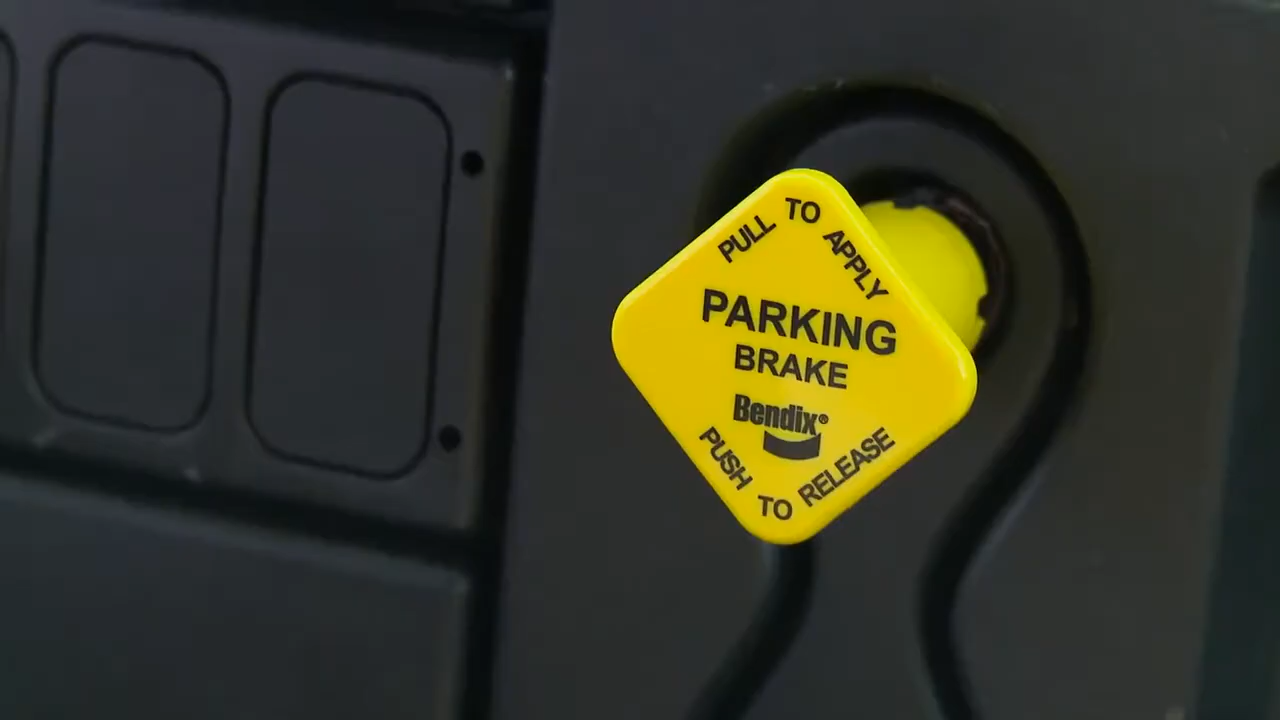 PULL TO APPLY
PARKING
BRAKE
Bendix®
PUSH TO RELEASE